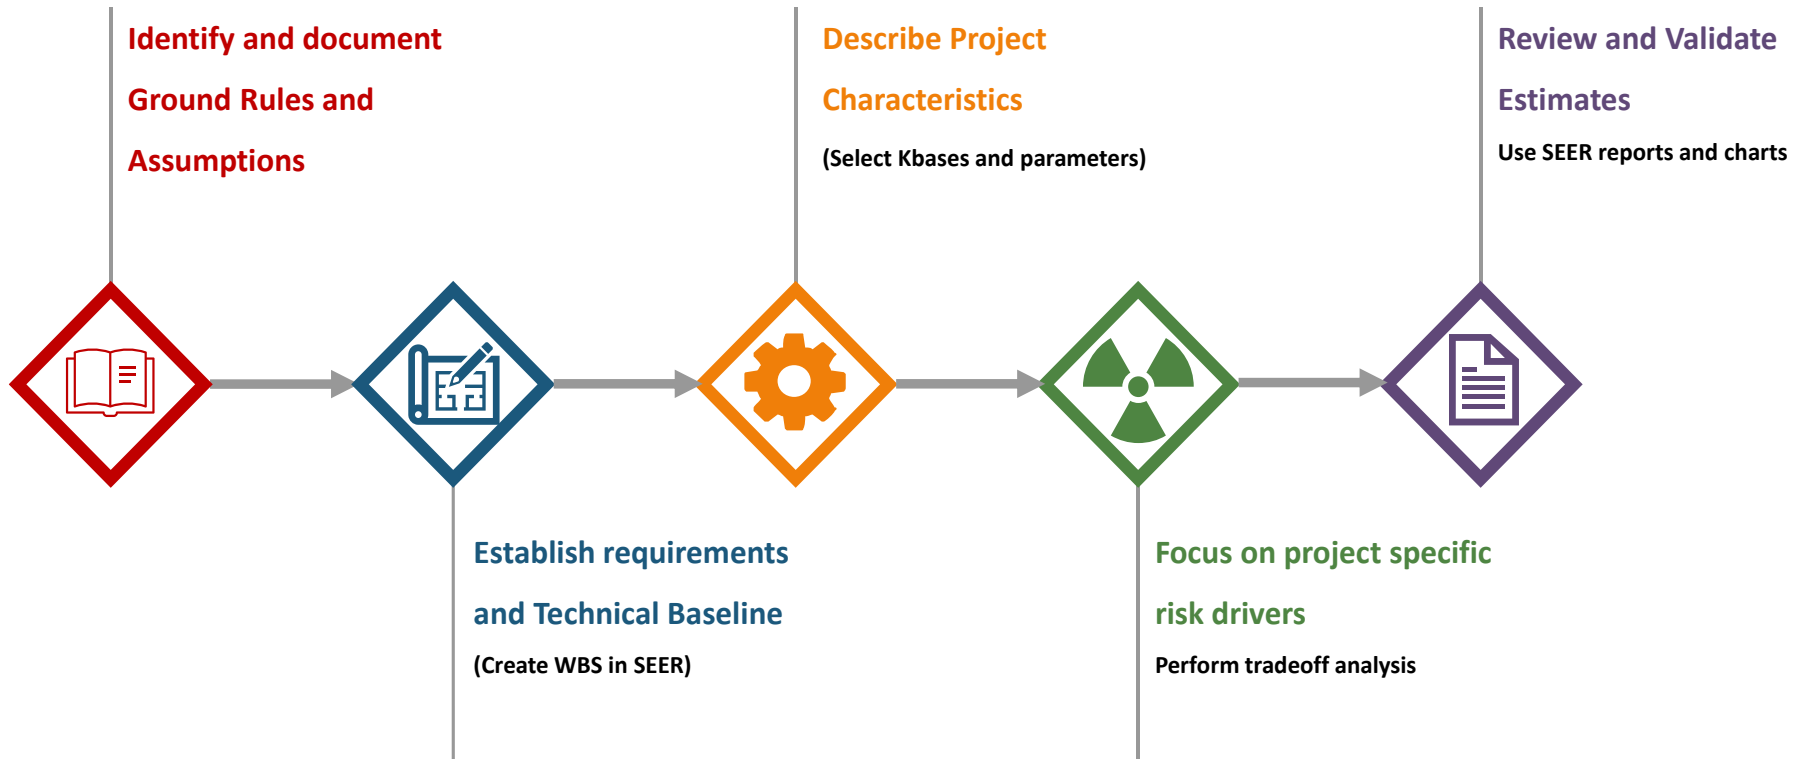 Identify and document
Ground Rules and
Assumptions
Establish requirements
and Technical Baseline
(Create WBS in SEER)
Describe Project
Characteristics
(Select Kbases and parameters)
Focus on project specific
risk drivers
Perform tradeoff analysis
Review and Validate
Estimates
Use SEER reports and charts